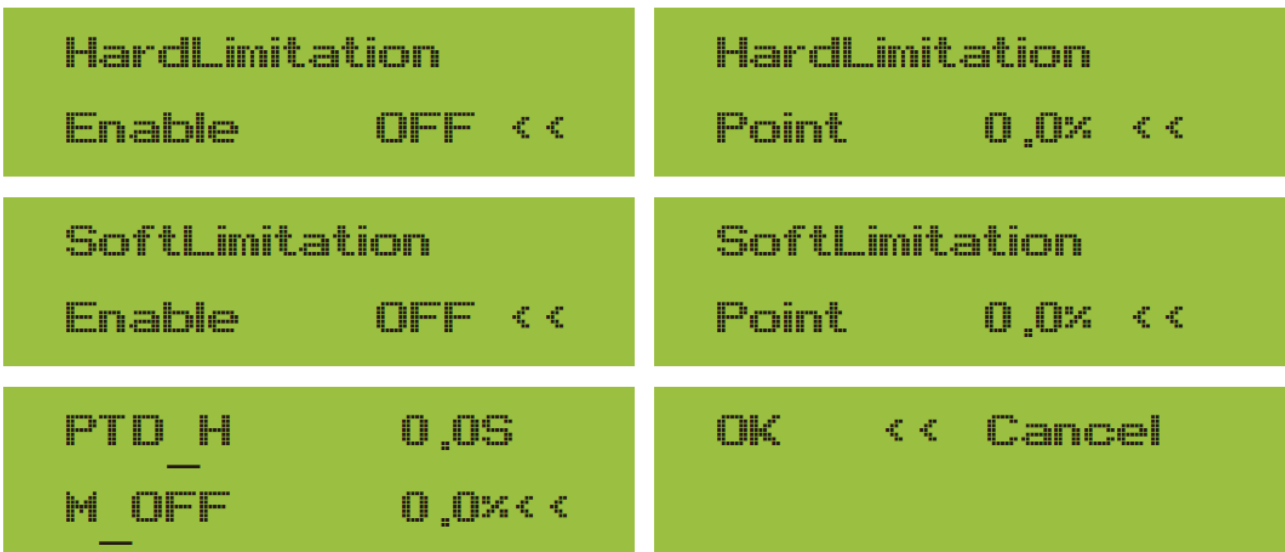 HardLimitation
Enable OFF <<
HardLimitation
Point 0.0% <<
SoftLimitation
Enable OFF <<
SoftLimitation
Point 0.0% <<
PTD_H 0.0S
M_OFF 0.0%<<
OK << Cancel